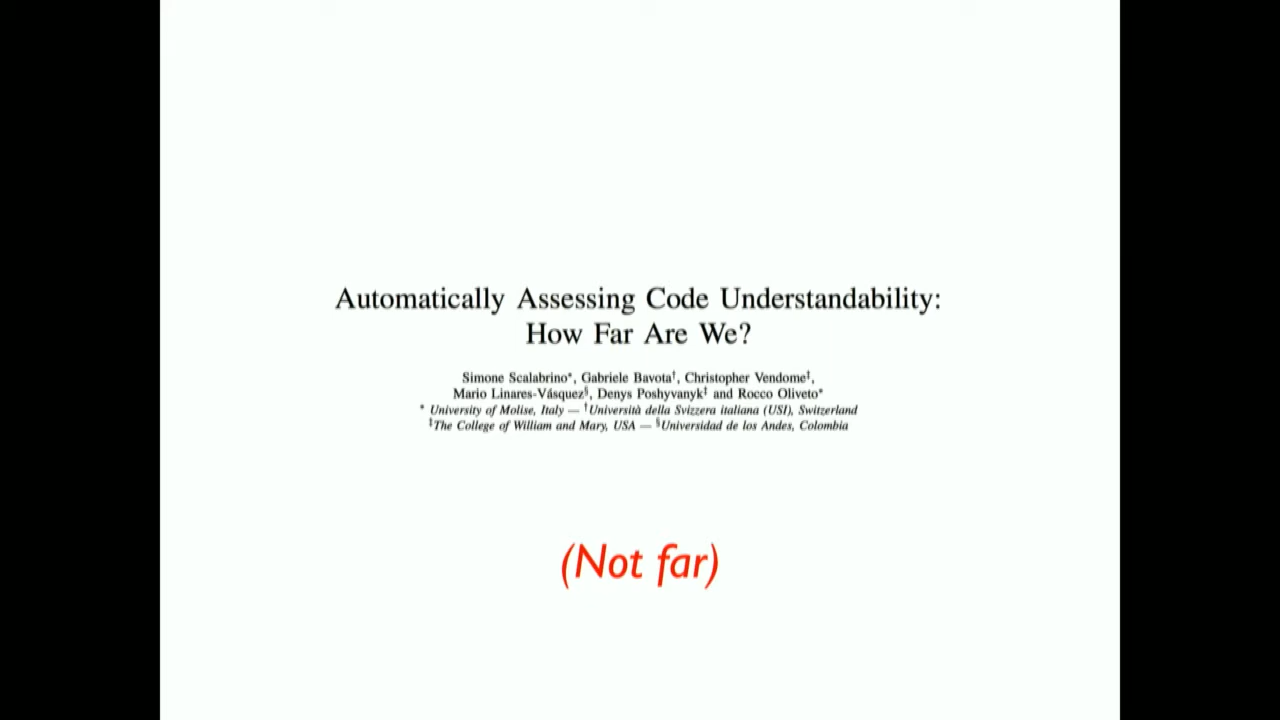 Automatically Assessing Code Understandability:
How Far Are We?
Simone Scalabrino*, Gabriele Bavota†, Christopher Vendome‡,
Mario Linares-Vásquez§, Denys Poshyvanyk‡ and Rocco Oliveto*
* University of Molise, Italy — †Università della Svizzera italiana (USI), Switzerland
‡The College of William and Mary, USA — §Universidad de los Andes, Colombia
(Not far)